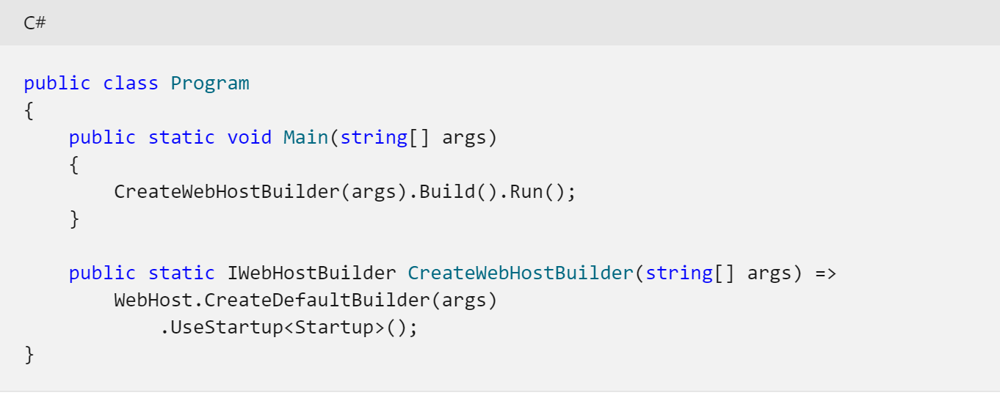 C#
public class Program
{
    public static void Main(string[] args)
    {
        CreateWebHostBuilder(args).Build().Run();
    }

    public static IWebHostBuilder CreateWebHostBuilder(string[] args) =>
        WebHost.CreateDefaultBuilder(args)
            .UseStartup<Startup>();
}